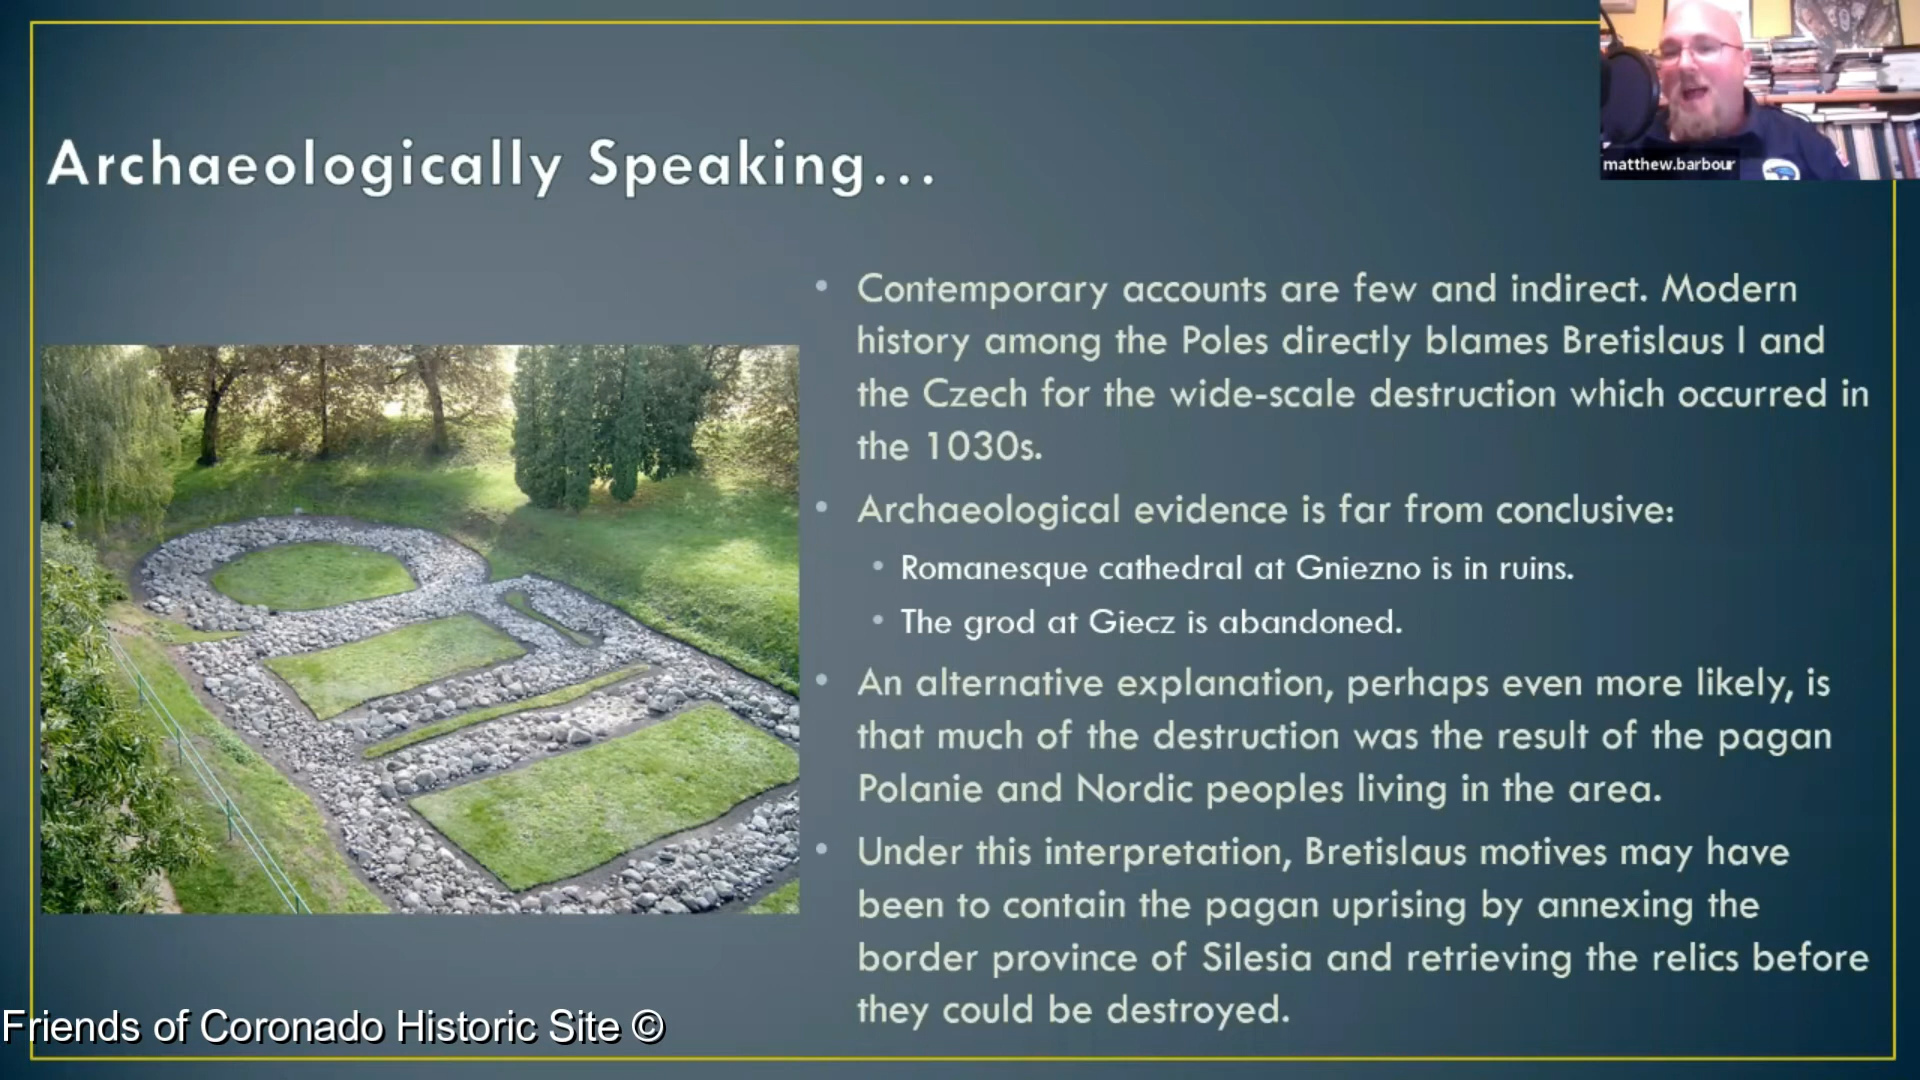 matthew.barbour
Archaeologically Speaking...
• Contemporary accounts are few and indirect. Modern
history among the Poles directly blames Bretislaus I and
the Czech for the wide-scale destruction which occurred in
the 1030s.
• Archaeological evidence is far from conclusive:
• Romanesque cathedral at Gniezno is in ruins.
• The grod at Giecz is abandoned.
• An alternative explanation, perhaps even more likely, is
that much of the destruction was the result of the pagan
Polanie and Nordic peoples living in the area.
• Under this interpretation, Bretislaus motives may have
been to contain the pagan uprising by annexing the
border province of Silesia and retrieving the relics before
they could be destroyed.
Friends of Coronado Historic Site ©